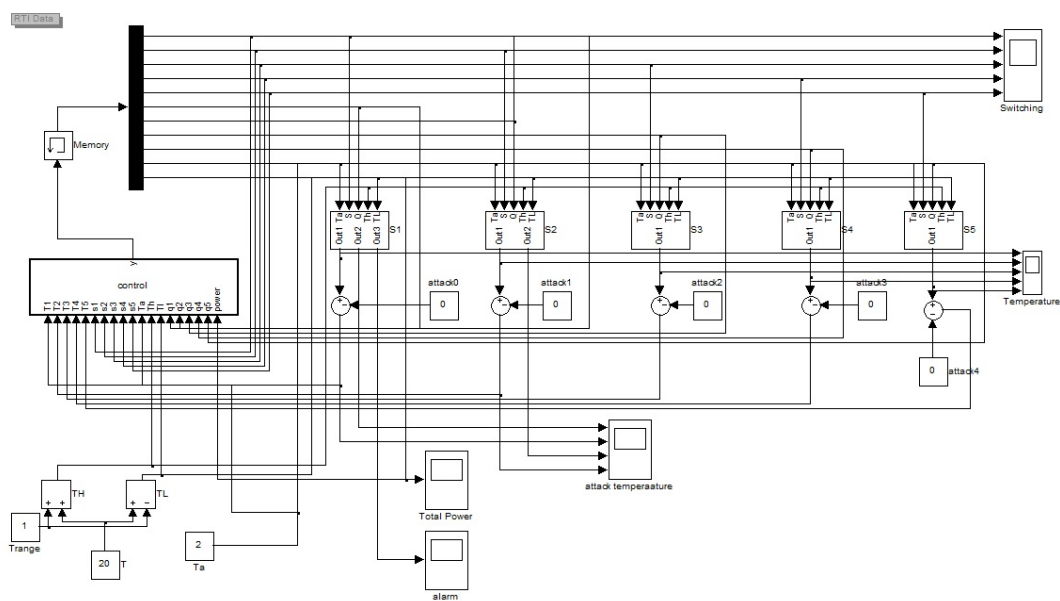 RTI Data
Switching
Memory
Ta S Q Th TL
Out1 Out2 Out3
S1
Ta S Q Th TL
Out1 Out2
S2
Ta S Q Th TL
Out1
S3
Ta S Q Th TL
Out1
S4
Ta S Q Th TL
Out1
S5
y
control
T1 T2 T3 T4 T5 s1 s2 s3 s4 s5 Ta Th Tl q1 q2 q3 q4 q5 power
attack0
0
attack1
0
attack2
0
attack3
0
Temperature
0
attack4
attack temperaature
TH
TL
Total Power
1
Trange
20
T
2
Ta
alarm